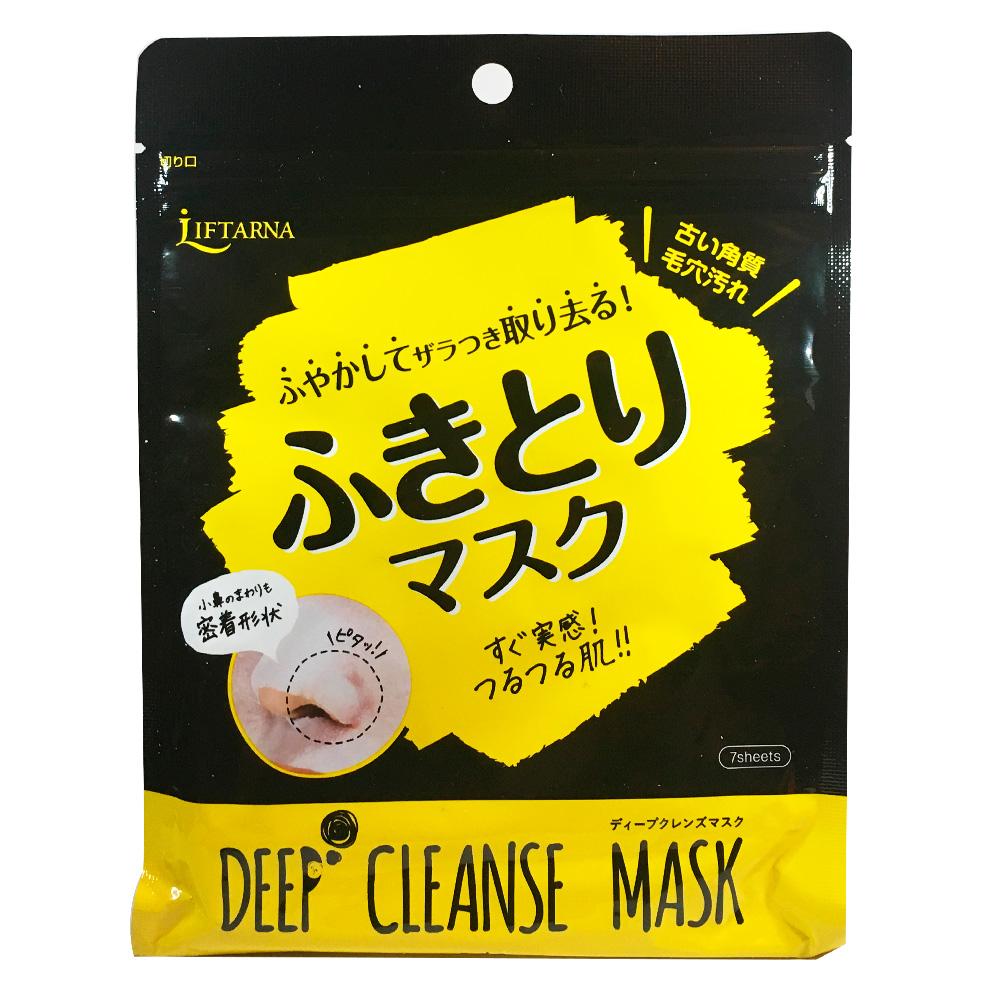 切り口
LIFTARNA
古い角質
毛穴汚れ
ふやかしてザラつき取り去る!
ふきとり
マスク
小鼻のまわりも
密着形状
ピタッ!
すぐ実感!
つるつる肌!!
7sheets
ディープクレンズマスク
DEEP CLEANSE MASK